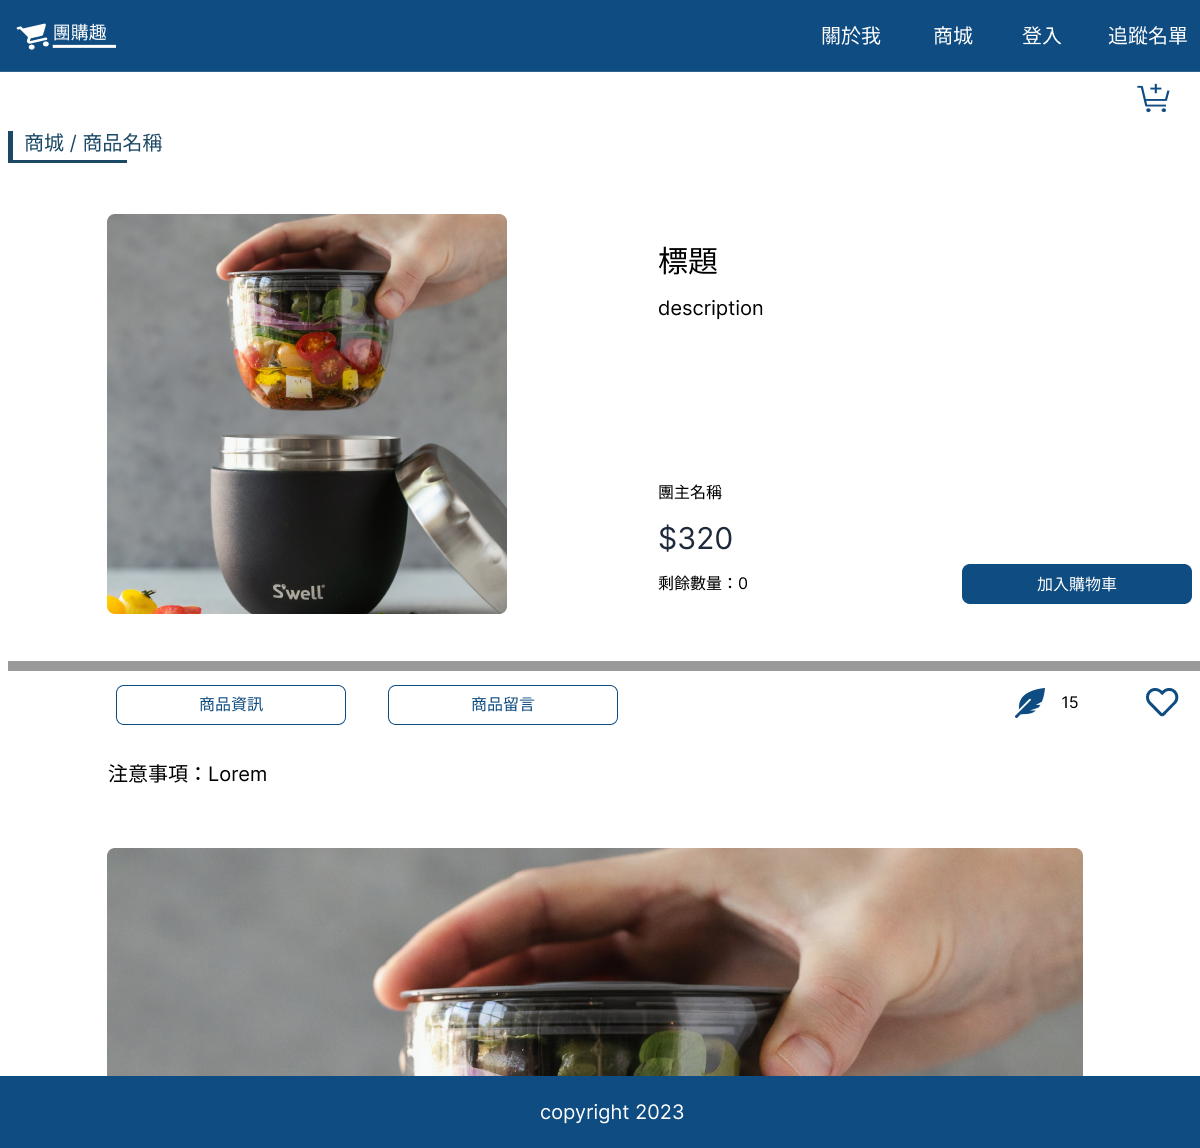 團購趣
關於我 商城 登入 追蹤名單
商城 / 商品名稱
標題
description
S'well
團主名稱
$320
剩餘數量：0
加入購物車
商品資訊 商品留言 15
注意事項：Lorem
copyright 2023